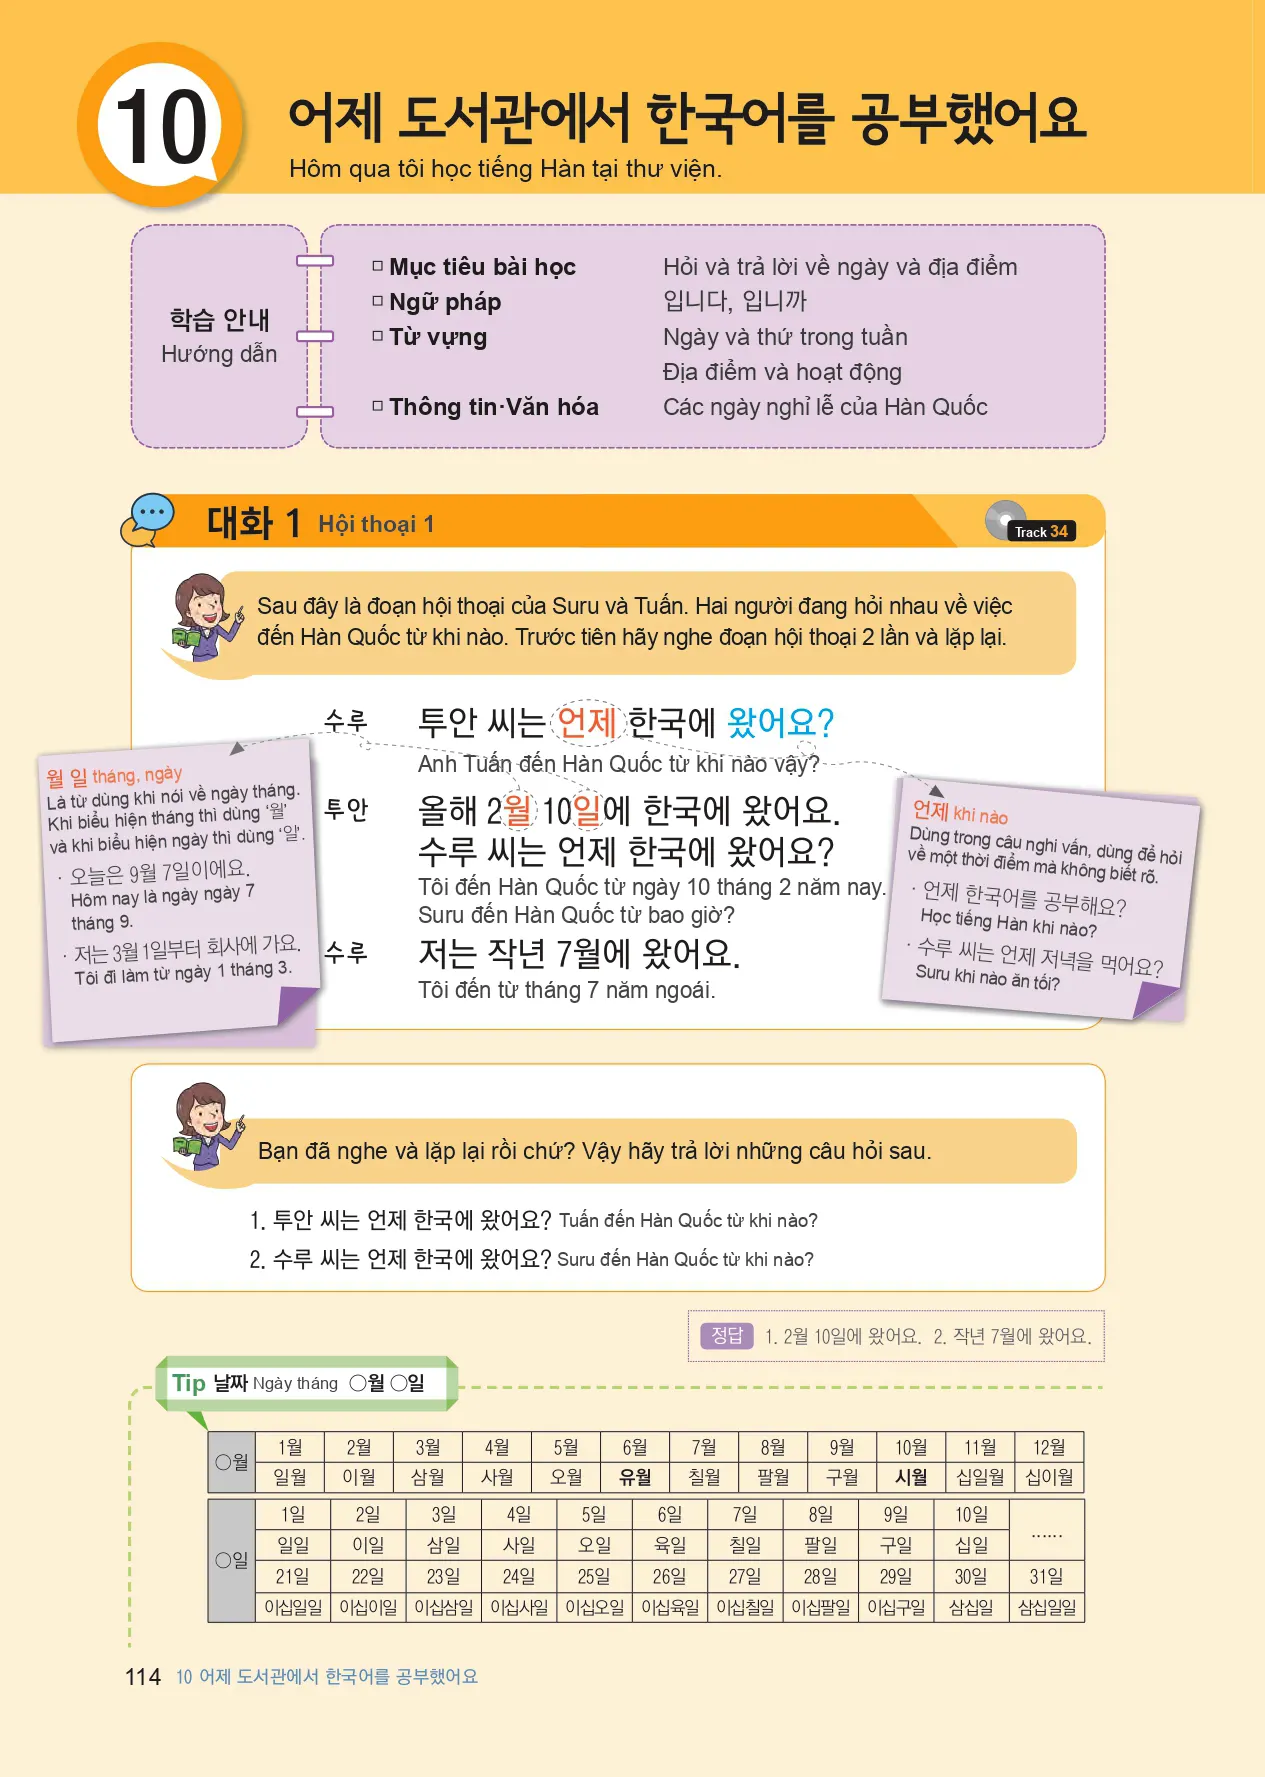 10
어제 도서관에서 한국어를 공부했어요
Hôm qua tôi học tiếng Hàn tại thư viện.
학습 안내
Hướng dẫn
□ Mục tiêu bài học Hỏi và trả lời về ngày và địa điểm
□ Ngữ pháp 입니다, 입니까
□ Từ vựng Ngày và thứ trong tuần
Địa điểm và hoạt động
□ Thông tin·Văn hóa Các ngày nghỉ lễ của Hàn Quốc
대화 1 Hội thoại 1
Track 34
Sau đây là đoạn hội thoại của Suru và Tuấn. Hai người đang hỏi nhau về việc
đến Hàn Quốc từ khi nào. Trước tiên hãy nghe đoạn hội thoại 2 lần và lặp lại.
수루 투안 씨는 언제 한국에 왔어요?
Anh Tuấn đến Hàn Quốc từ khi nào vậy?
투안 올해 2월 10일에 한국에 왔어요.
수루 씨는 언제 한국에 왔어요?
Tôi đến Hàn Quốc từ ngày 10 tháng 2 năm nay.
Suru đến Hàn Quốc từ bao giờ?
수루 저는 작년 7월에 왔어요.
Tôi đến từ tháng 7 năm ngoái.
월 일 tháng, ngày
Là từ dùng khi nói về ngày tháng.
Khi biểu hiện tháng thì dùng ‘월’
và khi biểu hiện ngày thì dùng ‘일’.
· 오늘은 9월 7일이에요.
Hôm nay là ngày ngày 7
tháng 9.
· 저는 3월 1일부터 회사에 가요.
Tôi đi làm từ ngày 1 tháng 3.
언제 khi nào
Dùng trong câu nghi vấn, dùng để hỏi
về một thời điểm mà không biết rõ.
· 언제 한국어를 공부해요?
Học tiếng Hàn khi nào?
· 수루 씨는 언제 저녁을 먹어요?
Suru khi nào ăn tối?
Bạn đã nghe và lặp lại rồi chứ? Vậy hãy trả lời những câu hỏi sau.
1. 투안 씨는 언제 한국에 왔어요? Tuấn đến Hàn Quốc từ khi nào?
2. 수루 씨는 언제 한국에 왔어요? Suru đến Hàn Quốc từ khi nào?
정답 1. 2월 10일에 왔어요. 2. 작년 7월에 왔어요.
Tip 날짜 Ngày tháng ○월 ○일
○월
1월 2월 3월 4월 5월 6월 7월 8월 9월 10월 11월 12월
일월 이월 삼월 사월 오월 유월 칠월 팔월 구월 시월 십일월 십이월
○일
1일 2일 3일 4일 5일 6일 7일 8일 9일 10일 ……
일일 이일 삼일 사일 오일 육일 칠일 팔일 구일 십일
21일 22일 23일 24일 25일 26일 27일 28일 29일 30일 31일
이십일일 이십이일 이십삼일 이십사일 이십오일 이십육일 이십칠일 이십팔일 이십구일 삼십일 삼십일일
114 10 어제 도서관에서 한국어를 공부했어요